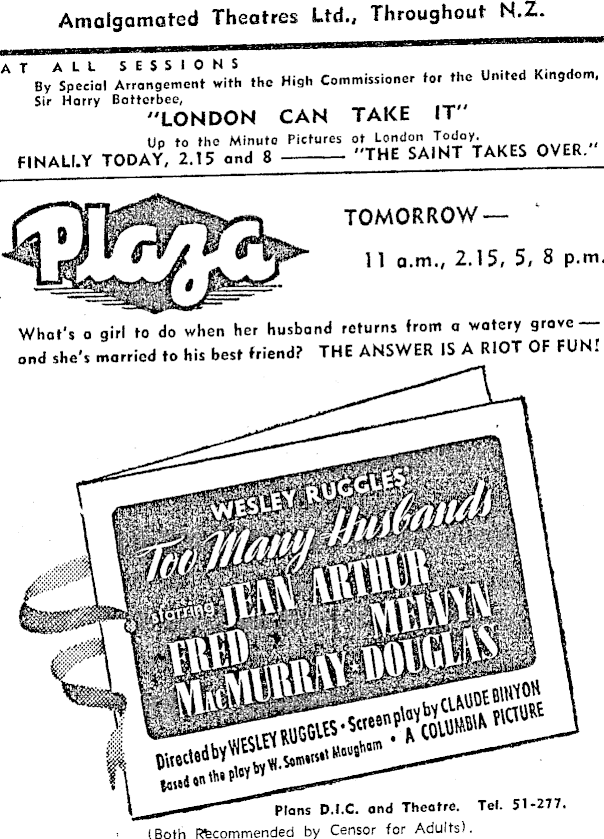 Amalgamated Theatres Ltd., Throughout N.Z.
AT ALL SESSIONS
By Special Arrangement with the High Commissioner for the United Kingdom,
Sir Harry Batterbee,
"LONDON CAN TAKE IT"
Up to the Minute Pictures of London Today.
FINALLY TODAY, 2.15 and 8 —— "THE SAINT TAKES OVER."
Plaza
TOMORROW —
11 a.m., 2.15, 5, 8 p.m.
What's a girl to do when her husband returns from a watery grave —
and she's married to his best friend? THE ANSWER IS A RIOT OF FUN!
WESLEY RUGGLES'
Too Many Husbands
starring JEAN ARTHUR
FRED MELVYN
MacMURRAY · DOUGLAS
Directed by WESLEY RUGGLES · Screen play by CLAUDE BINYON
Based on the play by W. Somerset Maugham · A COLUMBIA PICTURE
Plans D.I.C. and Theatre. Tel. 51-277.
(Both Recommended by Censor for Adults).